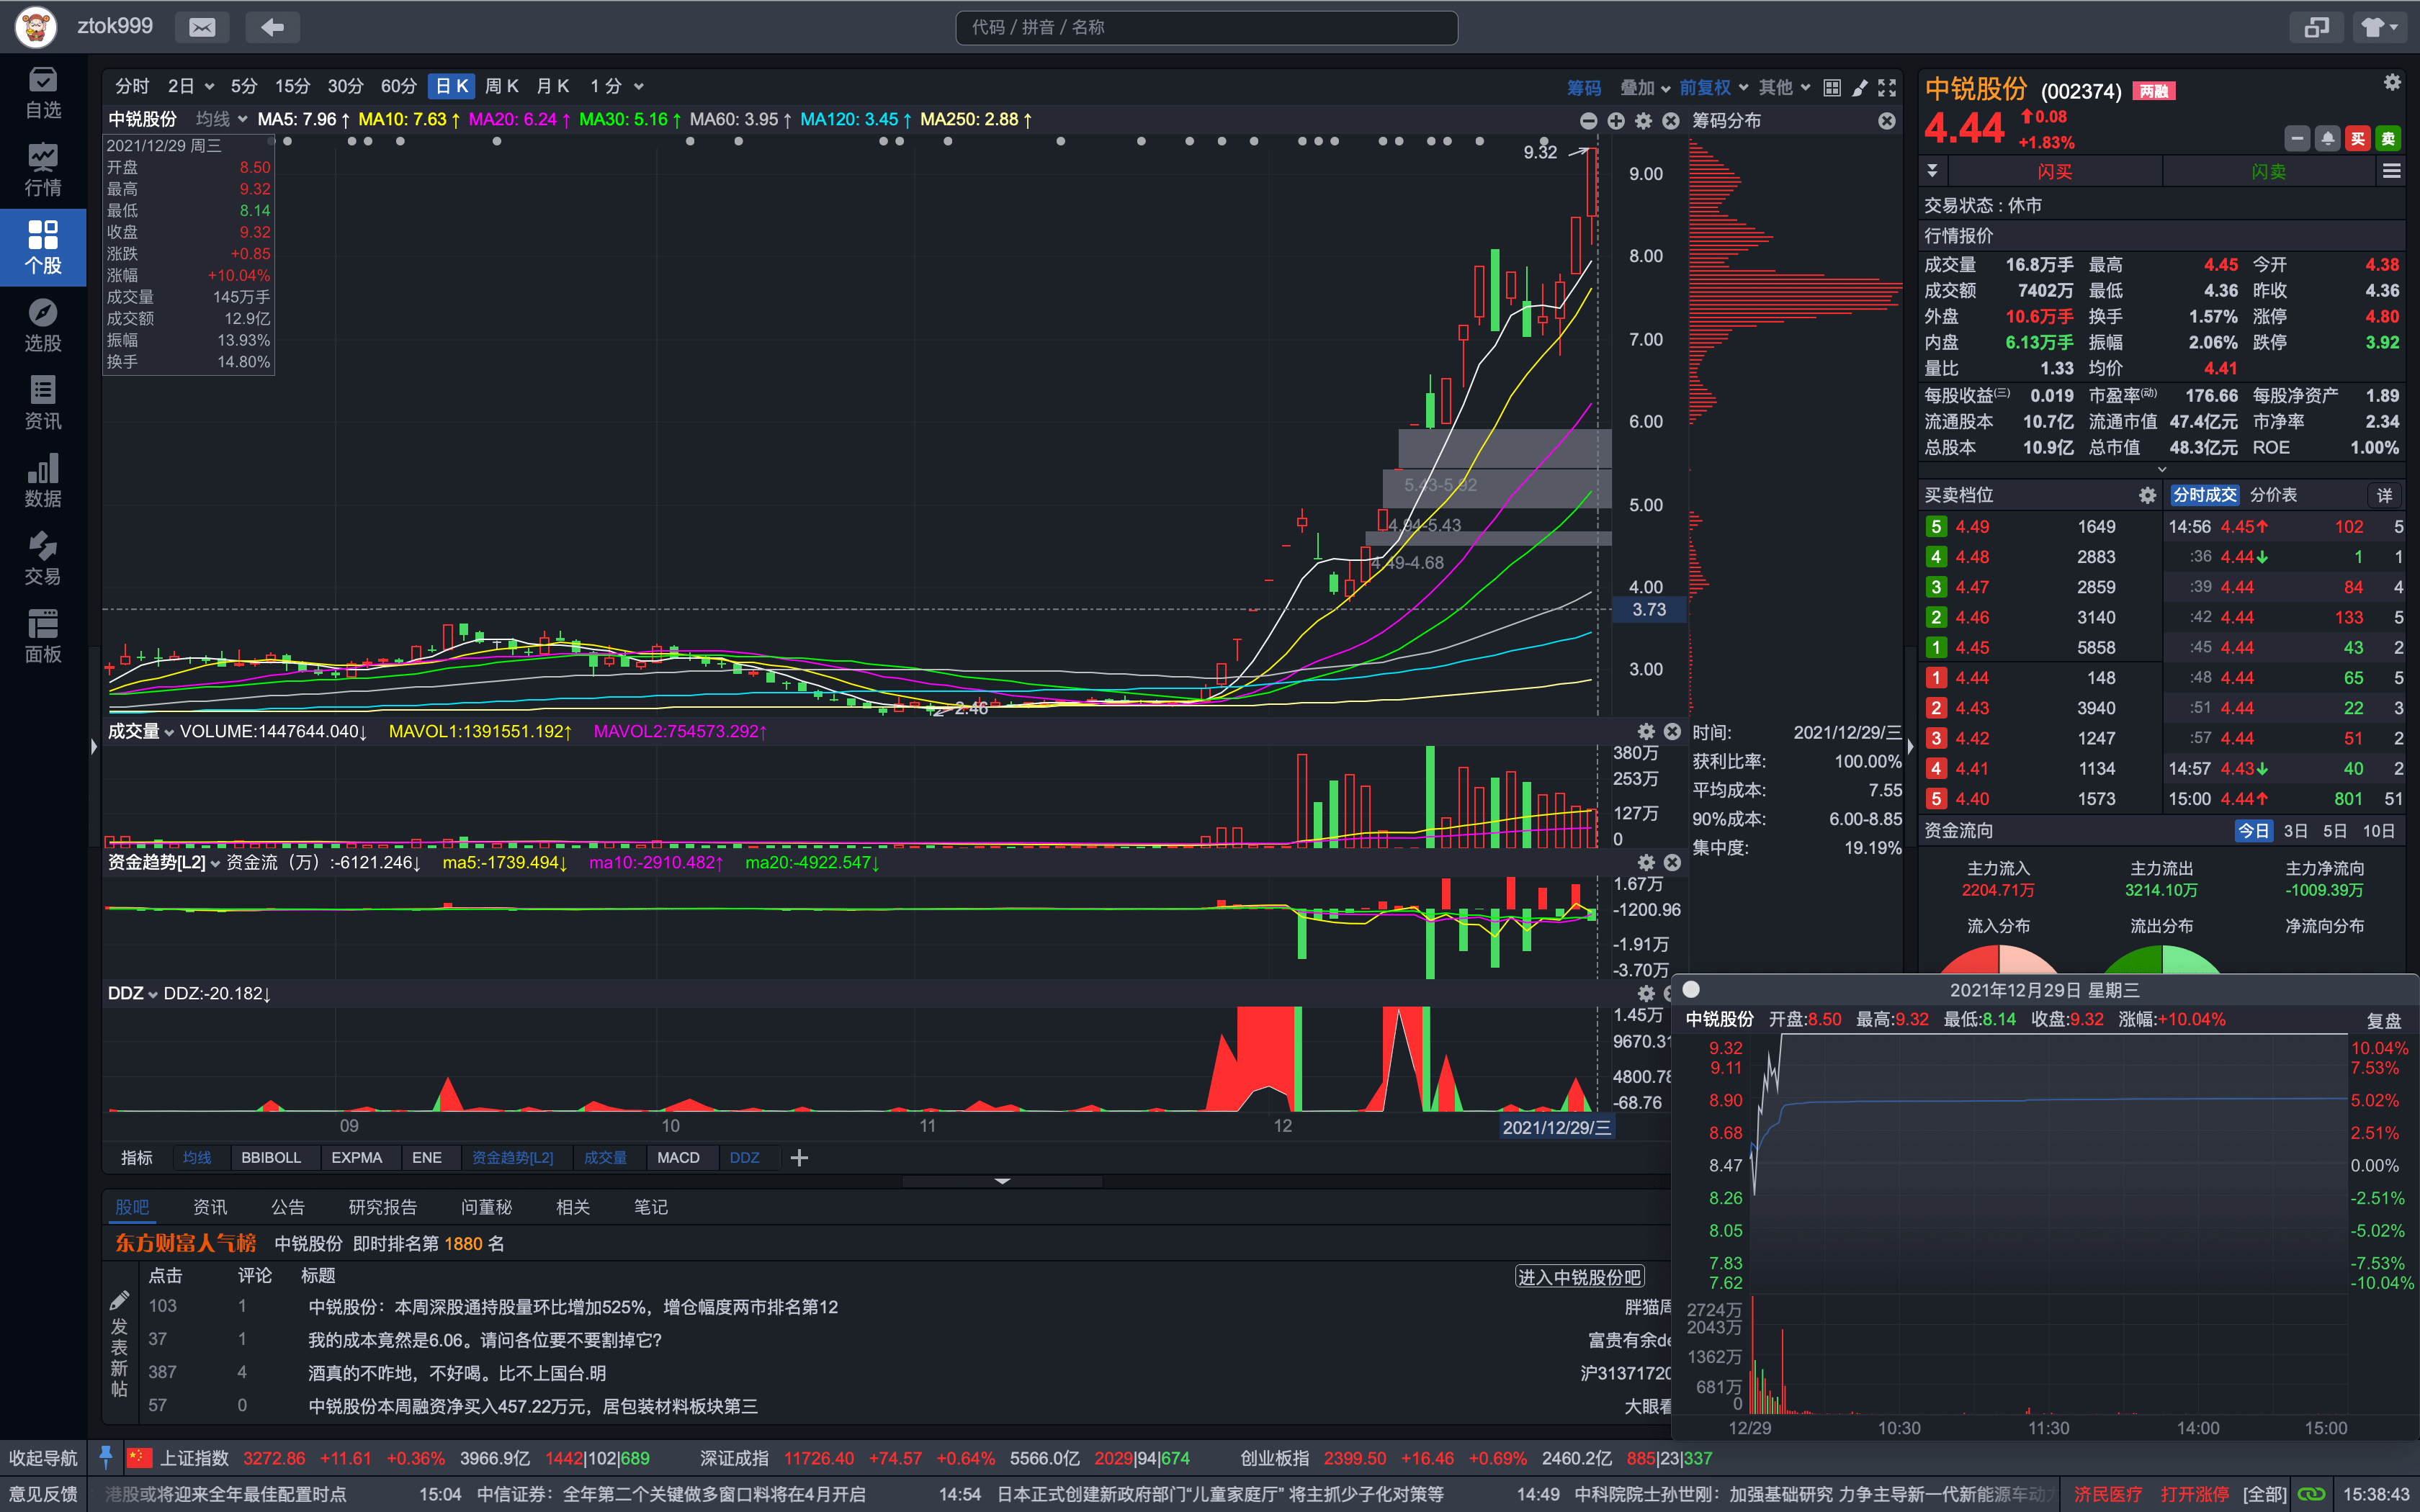 ztok999
代码 / 拼音 / 名称
自选
行情
个股
选股
资讯
数据
交易
面板
分时 2日 5分 15分 30分 60分 日K 周K 月K 1分 筹码 叠加 前复权 其他
中锐股份 均线 MA5: 7.96↑ MA10: 7.63↑ MA20: 6.24↑ MA30: 5.16↑ MA60: 3.95↑ MA120: 3.45↑ MA250: 2.88↑
筹码分布
2021/12/29 周三
开盘 8.50
最高 9.32
最低 8.14
收盘 9.32
涨跌 +0.85
涨幅 +10.04%
成交量 145万手
成交额 12.9亿
振幅 13.93%
换手 14.80%
9.32
9.00
8.00
7.00
6.00
5.00
4.00
3.73
3.00
5.43-5.92
4.94-5.43
4.49-4.68
2.46
成交量 VOLUME:1447644.040↓ MAVOL1:1391551.192↑ MAVOL2:754573.292↑
380万
253万
127万
0
资金趋势[L2] 资金流（万）:-6121.246↓ ma5:-1739.494↓ ma10:-2910.482↑ ma20:-4922.547↓
1.67万
-1200.96
-1.91万
-3.70万
DDZ DDZ:-20.182↓
1.45万
9670.31
4800.78
-68.76
09 10 11 12 2021/12/29/三
指标 均线 BBIBOLL EXPMA ENE 资金趋势[L2] 成交量 MACD DDZ
时间: 2021/12/29/三
获利比率: 100.00%
平均成本: 7.55
90%成本: 6.00-8.85
集中度: 19.19%
股吧 资讯 公告 研究报告 问董秘 相关 笔记
东方财富人气榜 中锐股份 即时排名第 1880 名
点击 评论 标题 进入中锐股份吧
发表新帖
103 1 中锐股份：本周深股通持股量环比增加525%，增仓幅度两市排名第12 胖猫周
37 1 我的成本竟然是6.06。请问各位要不要割掉它? 富贵有余de
387 4 酒真的不咋地，不好喝。比不上国台.明 沪31371720
57 0 中锐股份本周融资净买入457.22万元，居包装材料板块第三 大眼看
中锐股份 (002374) 两融
4.44 ↑0.08
+1.83%
买 卖
闪买 闪卖
交易状态 : 休市
行情报价
成交量 16.8万手 最高 4.45 今开 4.38
成交额 7402万 最低 4.36 昨收 4.36
外盘 10.6万手 换手 1.57% 涨停 4.80
内盘 6.13万手 振幅 2.06% 跌停 3.92
量比 1.33 均价 4.41
每股收益(三) 0.019 市盈率(动) 176.66 每股净资产 1.89
流通股本 10.7亿 流通市值 47.4亿元 市净率 2.34
总股本 10.9亿 总市值 48.3亿元 ROE 1.00%
买卖档位 分时成交 分价表 详
5 4.49 1649 14:56 4.45↑ 102 5
4 4.48 2883 :36 4.44↓ 1 1
3 4.47 2859 :39 4.44 84 4
2 4.46 3140 :42 4.44 133 5
1 4.45 5858 :45 4.44 43 2
1 4.44 148 :48 4.44 65 5
2 4.43 3940 :51 4.44 22 3
3 4.42 1247 :57 4.44 51 2
4 4.41 1134 14:57 4.43↓ 40 2
5 4.40 1573 15:00 4.44↑ 801 51
资金流向 今日 3日 5日 10日
主力流入 主力流出 主力净流向
2204.71万 3214.10万 -1009.39万
流入分布 流出分布 净流向分布
2021年12月29日 星期三
中锐股份 开盘:8.50 最高:9.32 最低:8.14 收盘:9.32 涨幅:+10.04% 复盘
9.32 10.04%
9.11 7.53%
8.90 5.02%
8.68 2.51%
8.47 0.00%
8.26 -2.51%
8.05 -5.02%
7.83 -7.53%
7.62 -10.04%
2724万
2043万
1362万
681万
0
12/29 10:30 11:30 14:00 15:00
收起导航 上证指数 3272.86 +11.61 +0.36% 3966.9亿 1442|102|689 深证成指 11726.40 +74.57 +0.64% 5566.0亿 2029|94|674 创业板指 2399.50 +16.46 +0.69% 2460.2亿 885|23|337
意见反馈 港股或将迎来全年最佳配置时点 15:04 中信证券：全年第二个关键做多窗口料将在4月开启 14:54 日本正式创建新政府部门“儿童家庭厅” 将主抓少子化对策等 14:49 中科院院士孙世刚：加强基础研究 力争主导新一代新能源车动力 济民医疗 打开涨停 [全部] 15:38:43